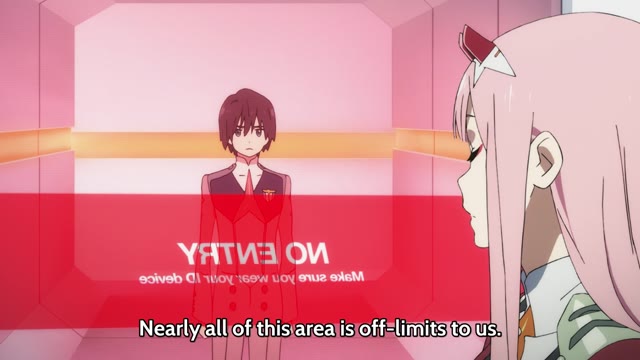 NO ENTRY
Make sure you wear your ID device
Nearly all of this area is off-limits to us.